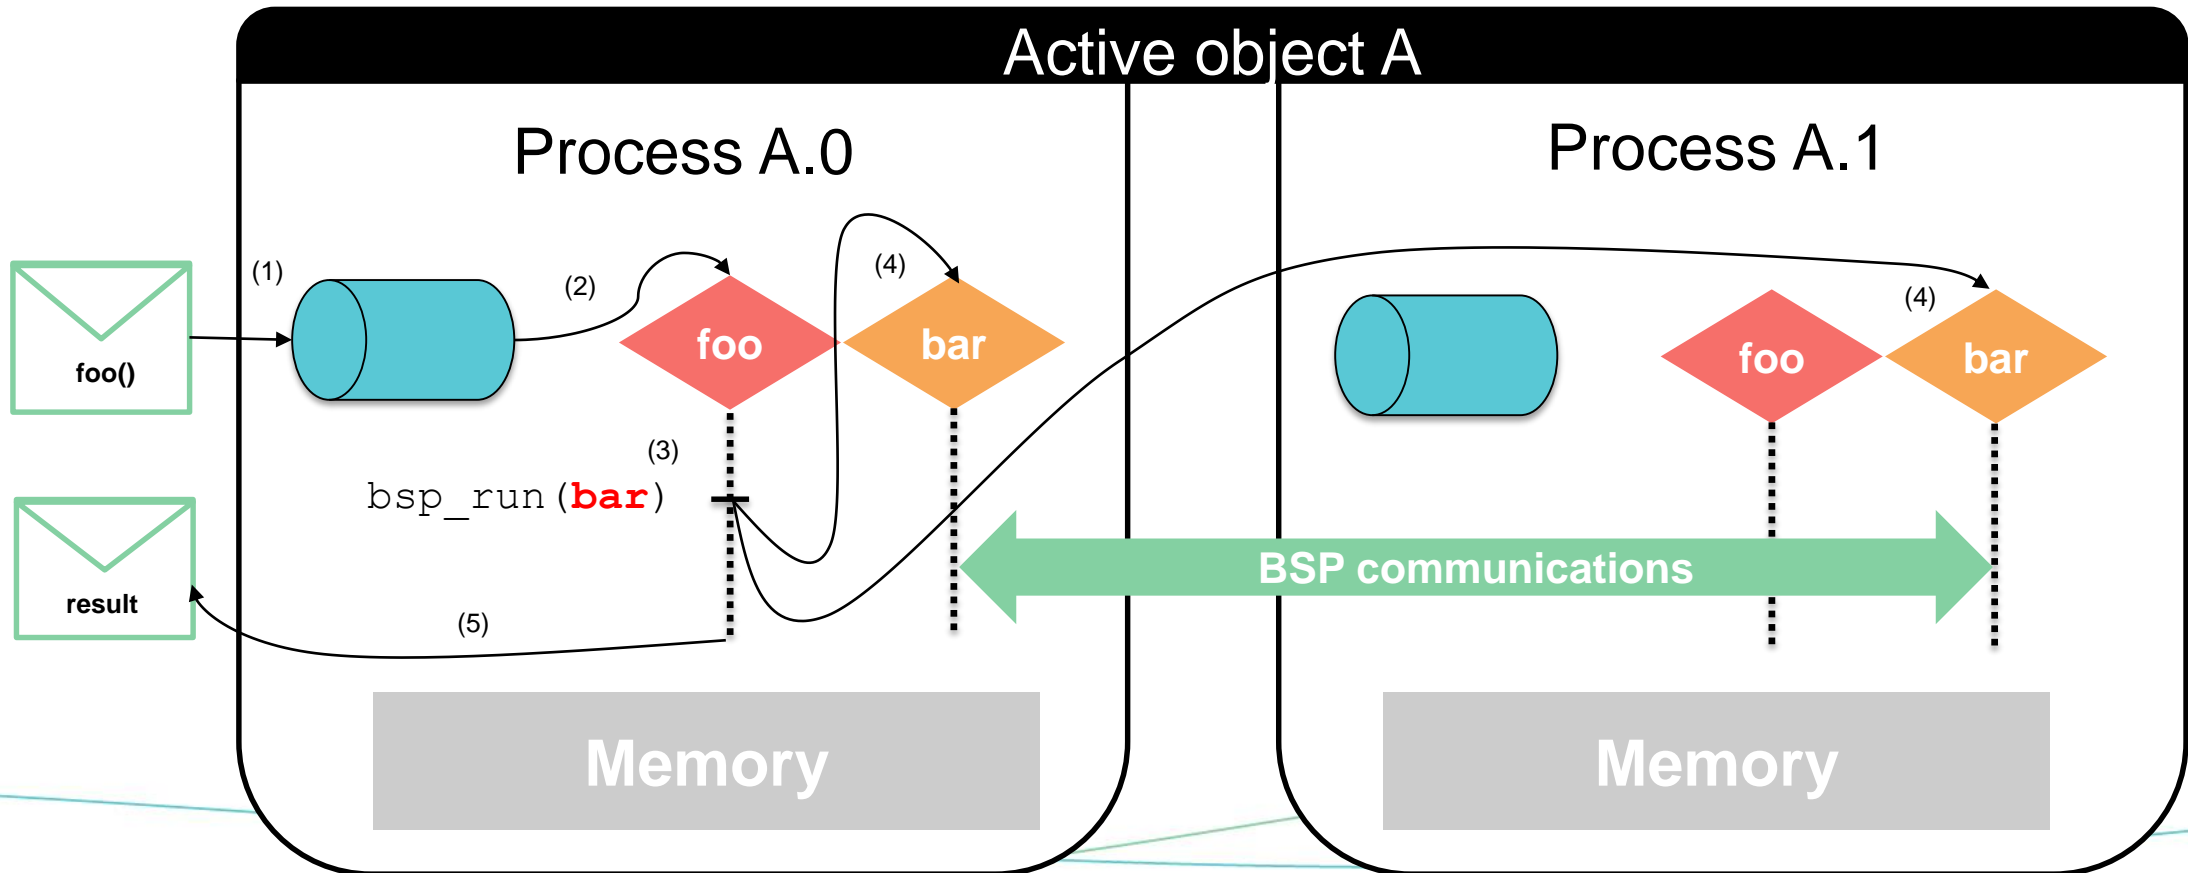 Active object A
Process A.0
Process A.1
(1)
(2)
(4)
(4)
foo()
foo
bar
foo
bar
(3)
bsp_run(bar)
BSP communications
result
(5)
Memory
Memory